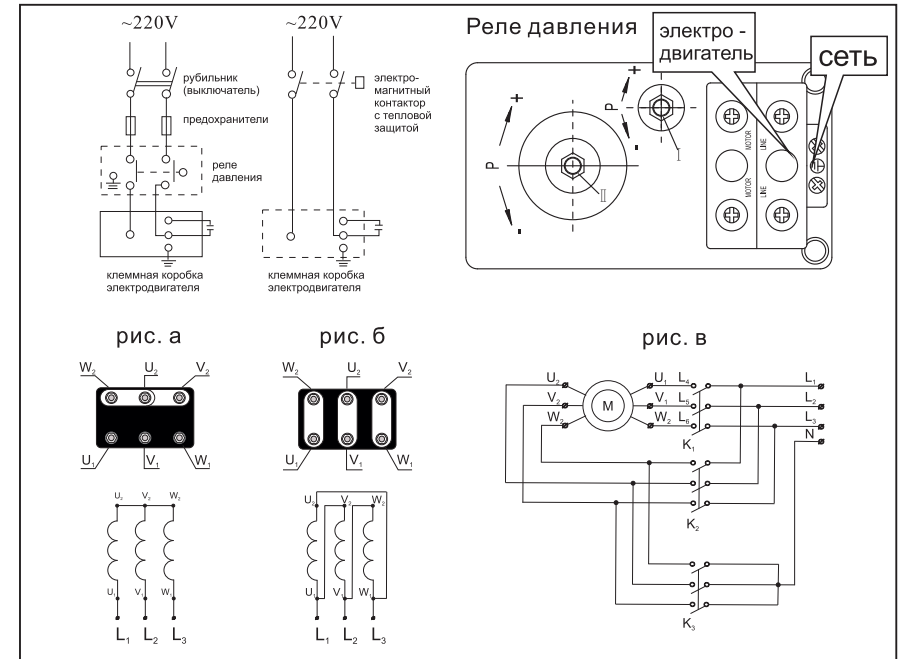 ~220V
рубильник
(выключатель)
предохранители
реле
давления
клеммная коробка
электродвигателя
~220V
электро-
магнитный
контактор
с тепловой
защитой
клеммная коробка
электродвигателя
Реле давления
электро -
двигатель
сеть
+
P
-
II
+
P
-
I
MOTOR
LINE
MOTOR
LINE
рис. а
W2 U2 V2
U1 V1 W1
U2 V2 W2
U1 V1 W1
L1 L2 L3
рис. б
W2 U2 V2
U1 V1 W1
U2 V2 W2
U1 V1 W1
L1 L2 L3
рис. в
U2 U1 L4 L1
V2 M V1 L5 L2
W2 W2 L6 L3
K1 N
K2
K3